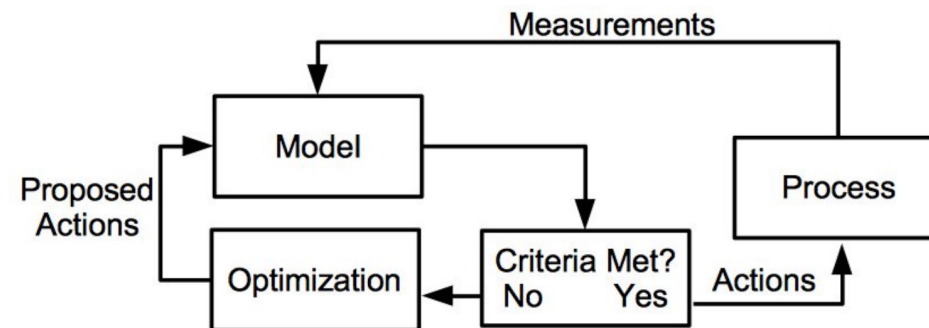 Measurements
Model
Process
Proposed
Actions
Optimization
Criteria Met?
No Yes
Actions